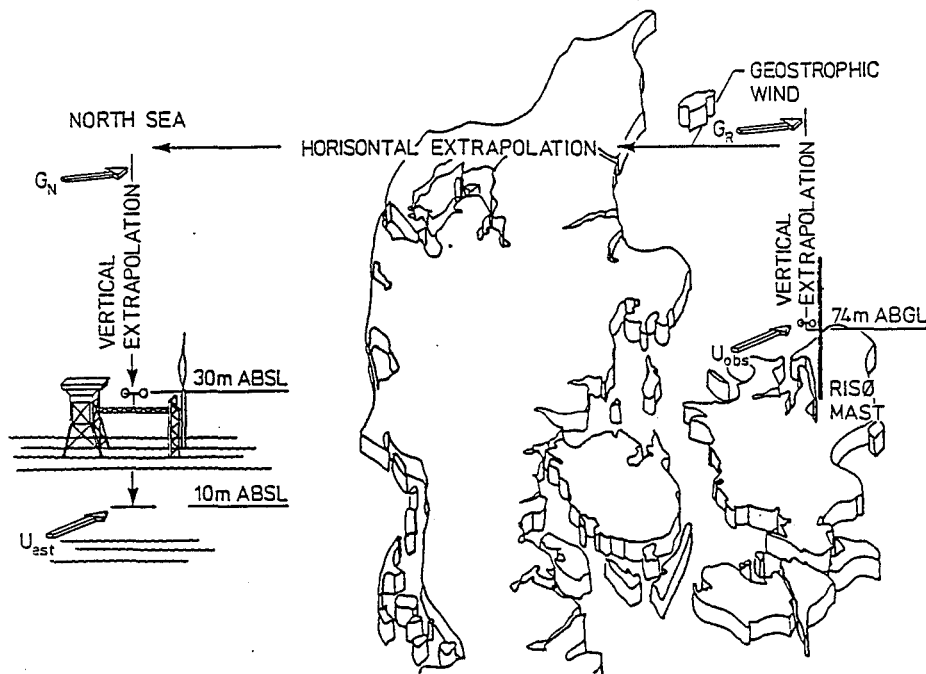 GEOSTROPHIC
WIND
NORTH SEA
G_R
HORISONTAL EXTRAPOLATION
G_N
VERTICAL
EXTRAPOLATION
VERTICAL
EXTRAPOLATION
74m ABGL
U_obs
30m ABSL
RISØ
MAST
10m ABSL
U_est